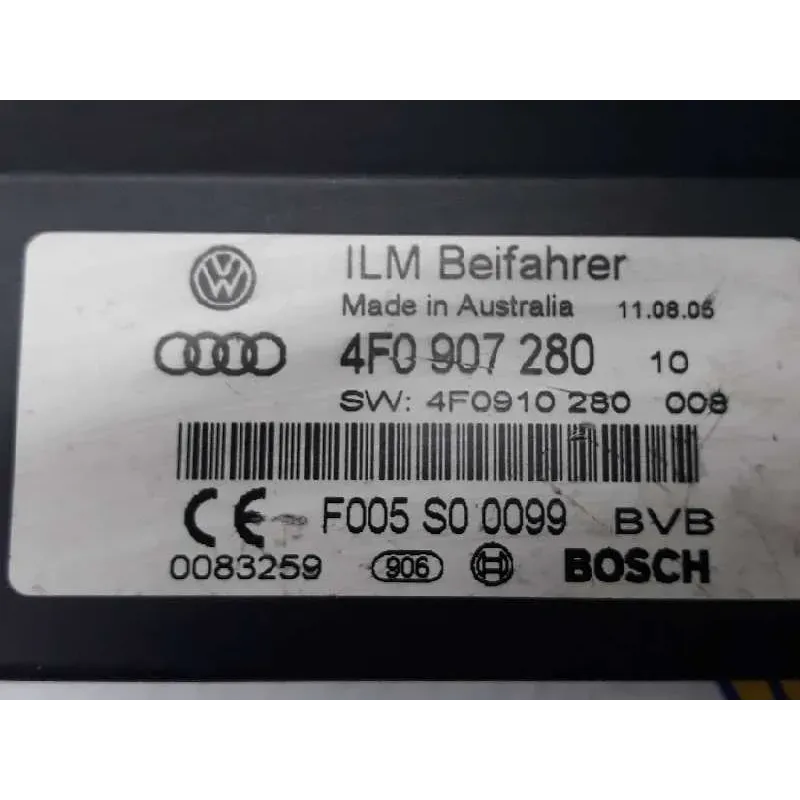 ILM Beifahrer
Made in Australia 11.08.05
4F0 907 280 10
SW: 4F0910 280 008
CE F005 S0 0099 BVB
0083259 906 BOSCH